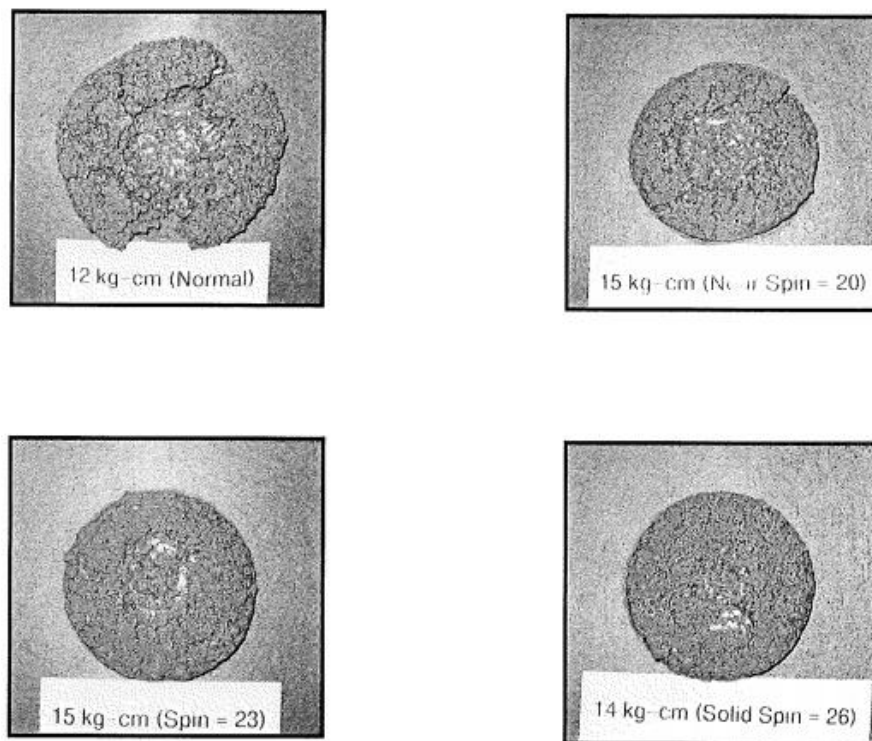 12 kg-cm (Normal)
15 kg-cm ( Spin = 20)
15 kg-cm (Spin = 23)
14 kg-cm (Solid Spin = 26)